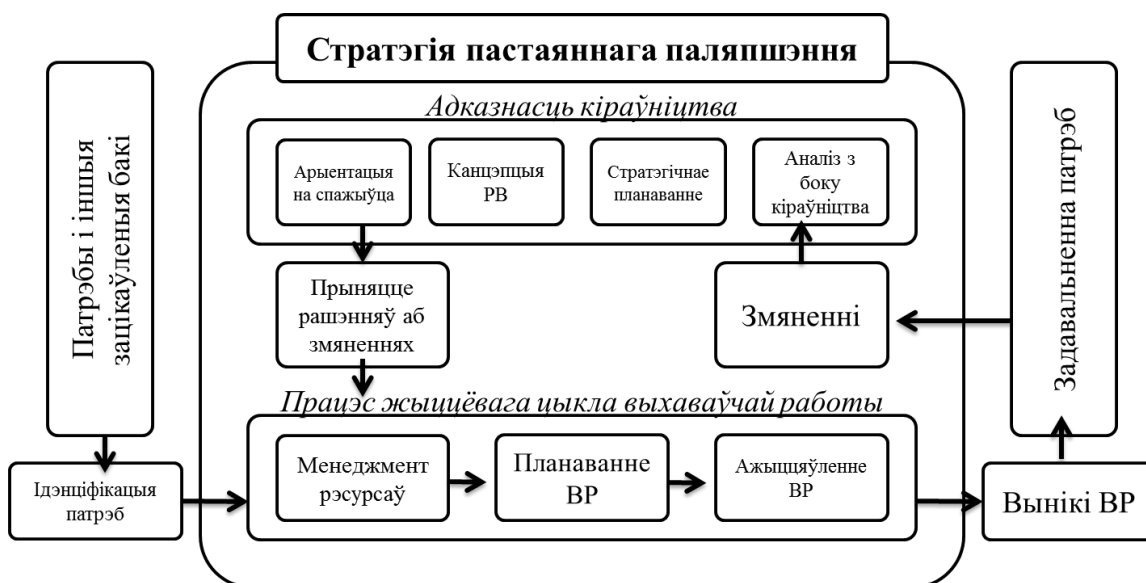 Стратэгія пастаяннага паляпшэння
Патрэбы і іншыя
зацікаўленыя бакі
Адказнасць кіраўніцтва
Арыентацыя
на спажыўца
Канцэпцыя
РВ
Стратэгічнае
планаванне
Аналіз з
боку
кіраўніцтва
Прыняцце
рашэнняў аб
змяненнях
Змяненні
Задавальненна патрэб
Працэс жыццёвага цыкла выхаваўчай работы
Ідэнціфікацыя
патрэб
Менеджмент
рэсурсаў
Планаванне
ВР
Ажыццяўленне
ВР
Вынікі ВР